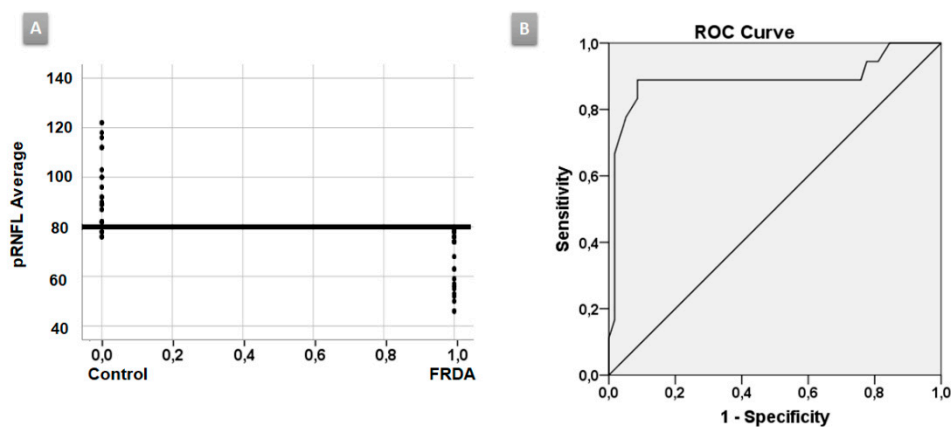 A
140
120
100
80
60
40
pRNFL Average
0,0 0,2 0,4 0,6 0,8 1,0
Control FRDA
B
ROC Curve
1,0
0,8
0,6
0,4
0,2
0,0
Sensitivity
0,0 0,2 0,4 0,6 0,8 1,0
1 - Specificity